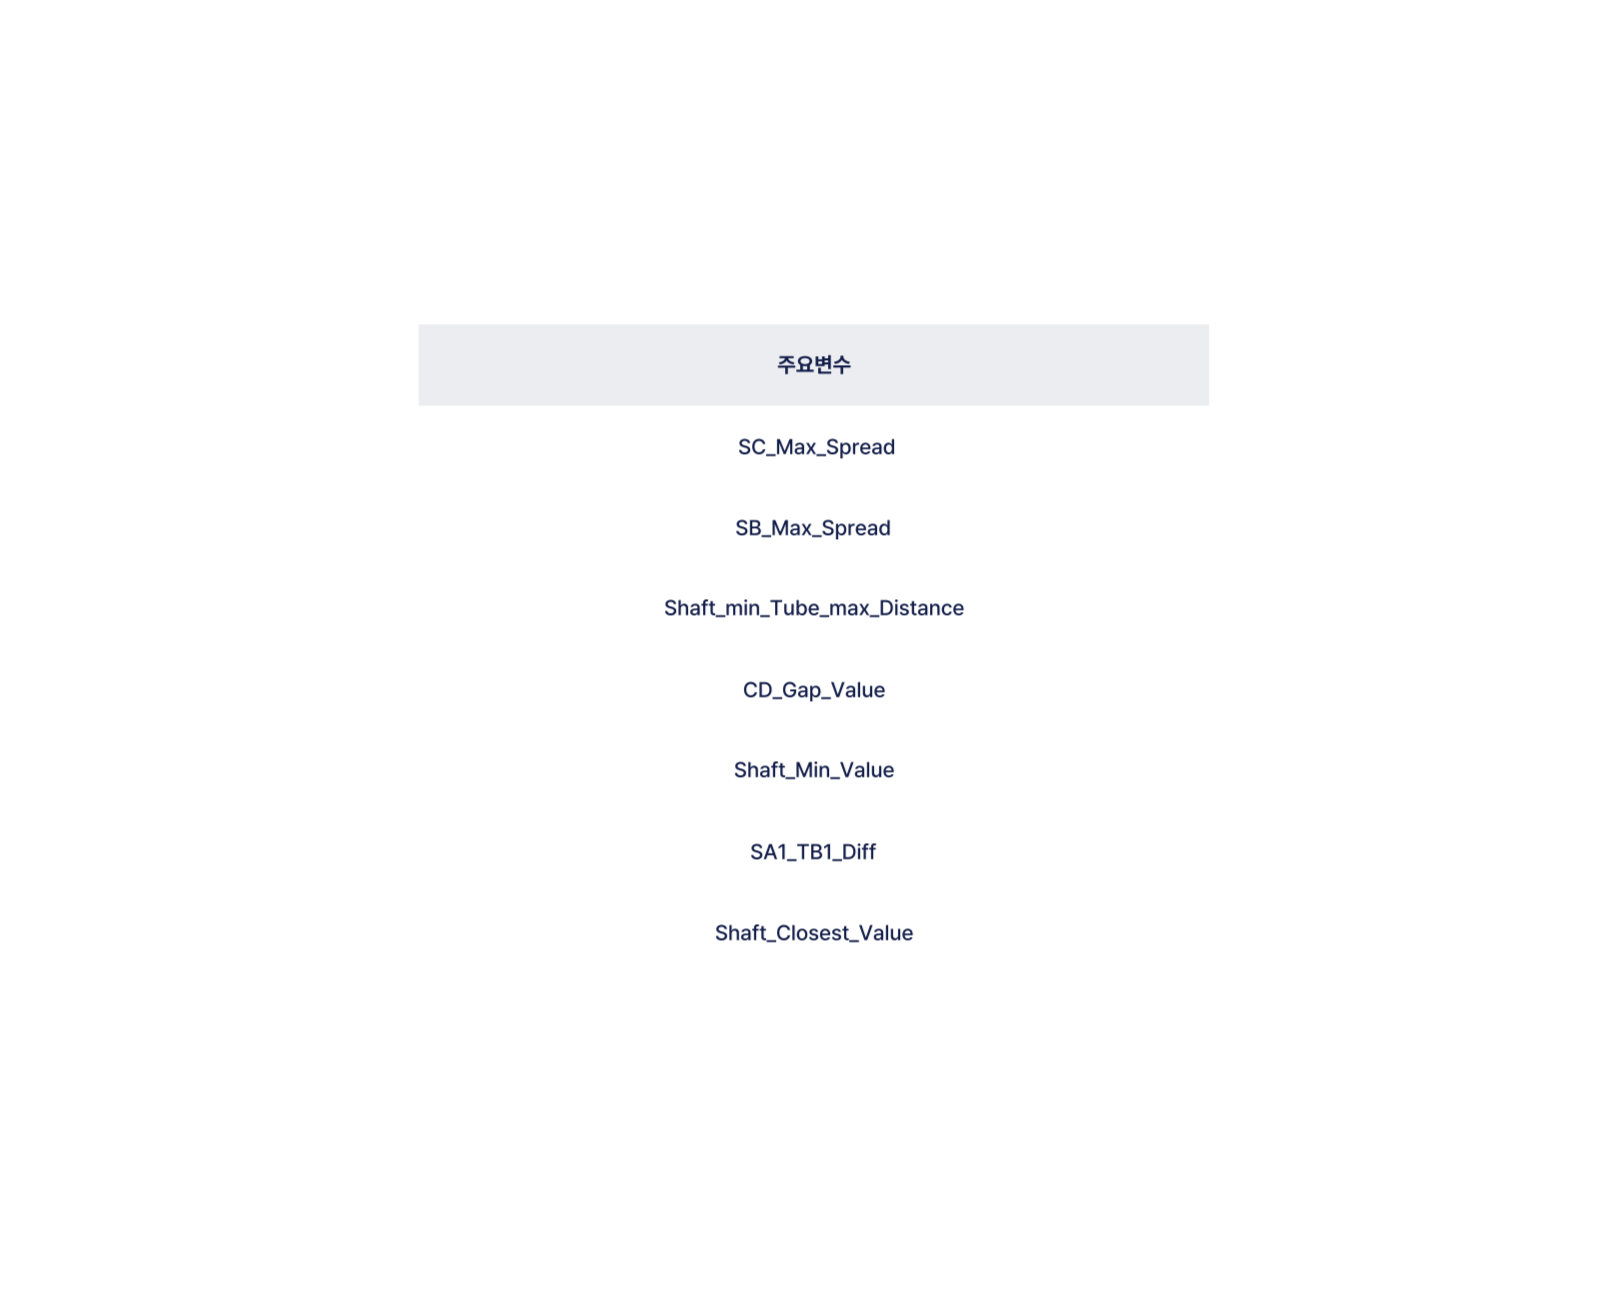 주요변수
SC_Max_Spread
SB_Max_Spread
Shaft_min_Tube_max_Distance
CD_Gap_Value
Shaft_Min_Value
SA1_TB1_Diff
Shaft_Closest_Value